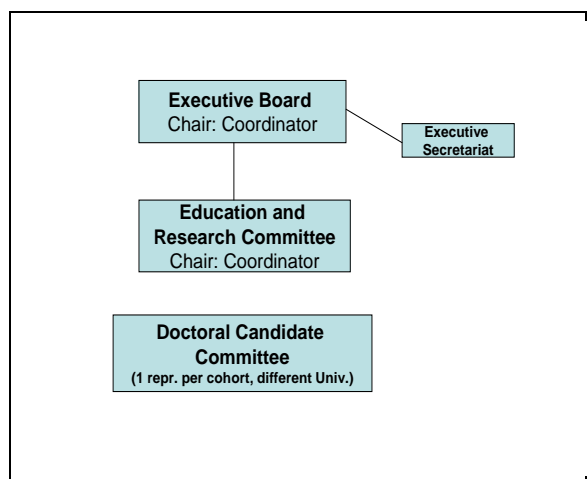 Executive Board
Chair: Coordinator
Executive
Secretariat
Education and
Research Committee
Chair: Coordinator
Doctoral Candidate
Committee
(1 repr. per cohort, different Univ.)